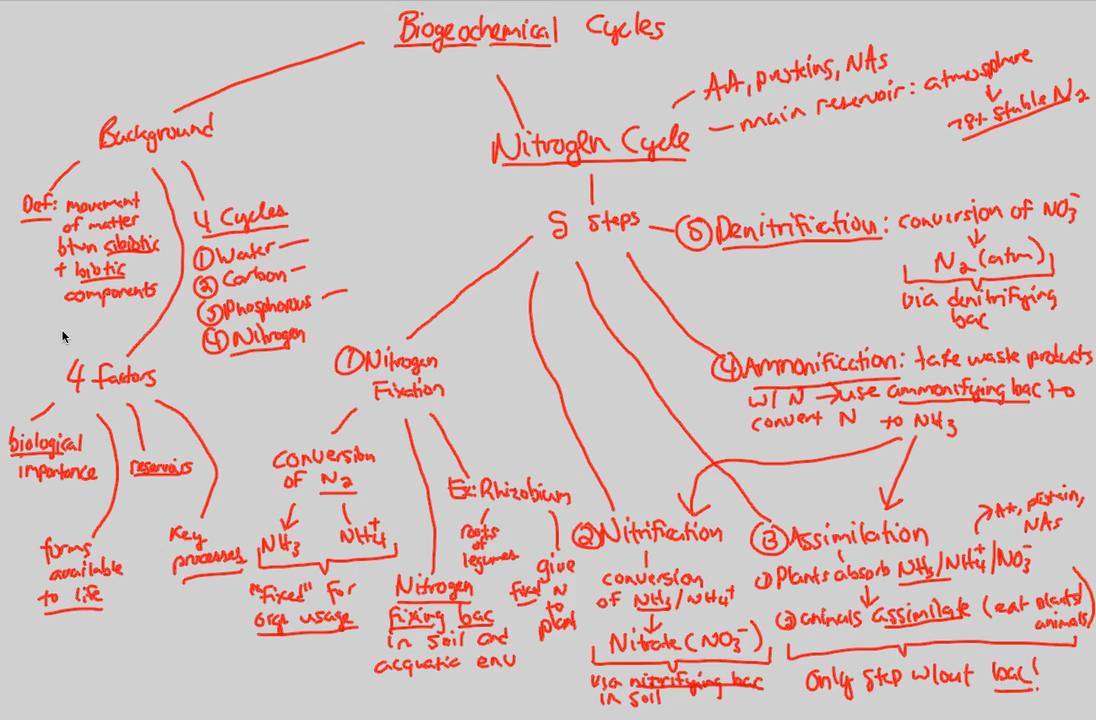 Biogeochemical Cycles
Background
Def: movement
of matter
btwn abiotic
+ biotic
components
4 Cycles
① Water
② Carbon
③ Phosphorous
④ Nitrogen
4 factors
biological
importance
forms
available
to life
reservoirs
Key
processes
Nitrogen Cycle
AA, proteins, NAs
main reservoir: atmosphere
78% stable N2
5 steps
① Nitrogen
Fixation
conversion
of N2
NH3
NH4+
"Fixed" for
orgs usage
Nitrogen
fixing bac
in soil and
acquatic env
Ex: Rhizobium
roots
of
legumes
give
fixed N
to
plant
② Nitrification
conversion
of NH3/NH4+
Nitrate (NO3-)
via nitrifying bac
in soil
③ Assimilation
AA, protein,
NAs
① Plants absorb NH3/NH4+/NO3-
② animals assimilate (eat plants/
animals)
Only step w/out bac!
④ Ammonification: take waste products
w/ N → use ammonifying bac to
convert N to NH3
⑤ Denitrification: conversion of NO3-
N2 (atm)
via denitrifying
bac